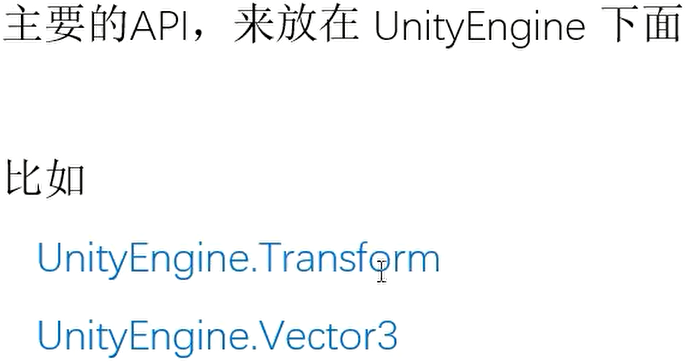 主要的API，来放在 UnityEngine 下面
比如
UnityEngine.Transform
UnityEngine.Vector3